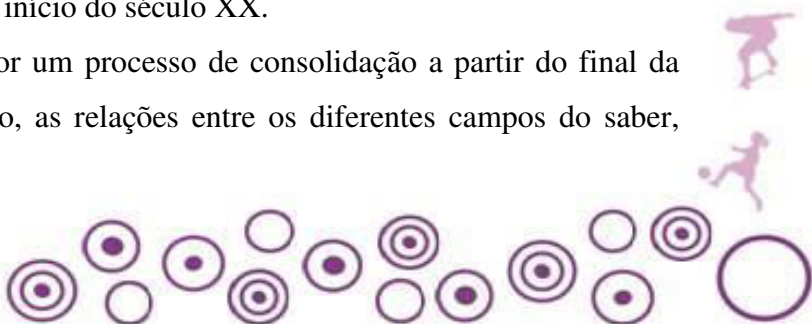 início do século XX.
or um processo de consolidação a partir do final da
o, as relações entre os diferentes campos do saber,